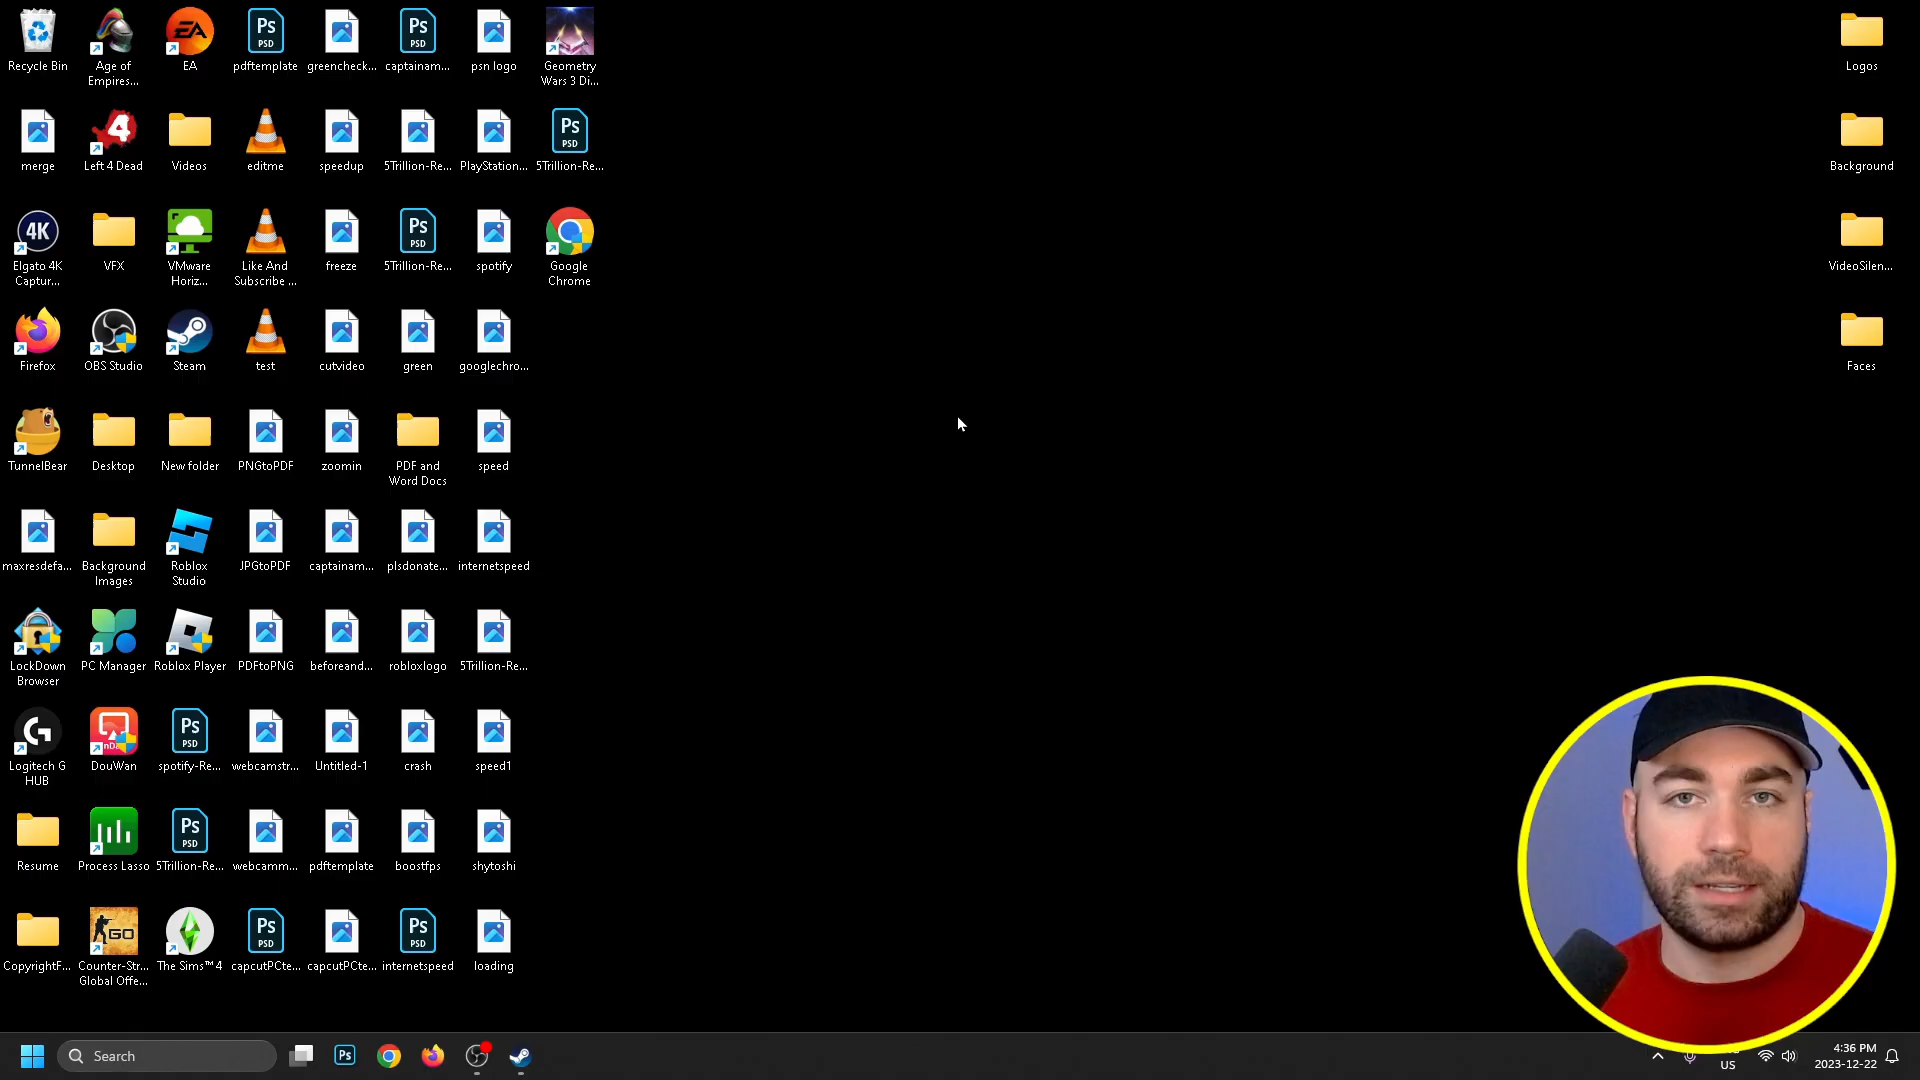 Recycle Bin
Age of
Empires...
EA
pdftemplate
greencheck...
captainam...
psn logo
Geometry
Wars 3 Di...
Logos
merge
Left 4 Dead
Videos
editme
speedup
5Trillion-Re...
PlayStation...
5Trillion-Re...
Background
Elgato 4K
Captur...
VFX
VMware
Horiz...
Like And
Subscribe ...
freeze
5Trillion-Re...
spotify
Google
Chrome
VideoSilen...
Firefox
OBS Studio
Steam
test
cutvideo
green
googlechro...
Faces
TunnelBear
Desktop
New folder
PNGtoPDF
zoomin
PDF and
Word Docs
speed
maxresdefa...
Background
Images
Roblox
Studio
JPGtoPDF
captainam...
plsdonate...
internetspeed
LockDown
Browser
PC Manager
Roblox Player
PDFtoPNG
beforeand...
robloxlogo
5Trillion-Re...
Logitech G
HUB
DouWan
spotify-Re...
webcamstr...
Untitled-1
crash
speed1
Resume
Process Lasso
5Trillion-Re...
webcamm...
pdftemplate
boostfps
shytoshi
CopyrightF...
Counter-Str...
Global Offe...
The Sims™ 4
capcutPCte...
capcutPCte...
internetspeed
loading
Search
US
4:36 PM
2023-12-22